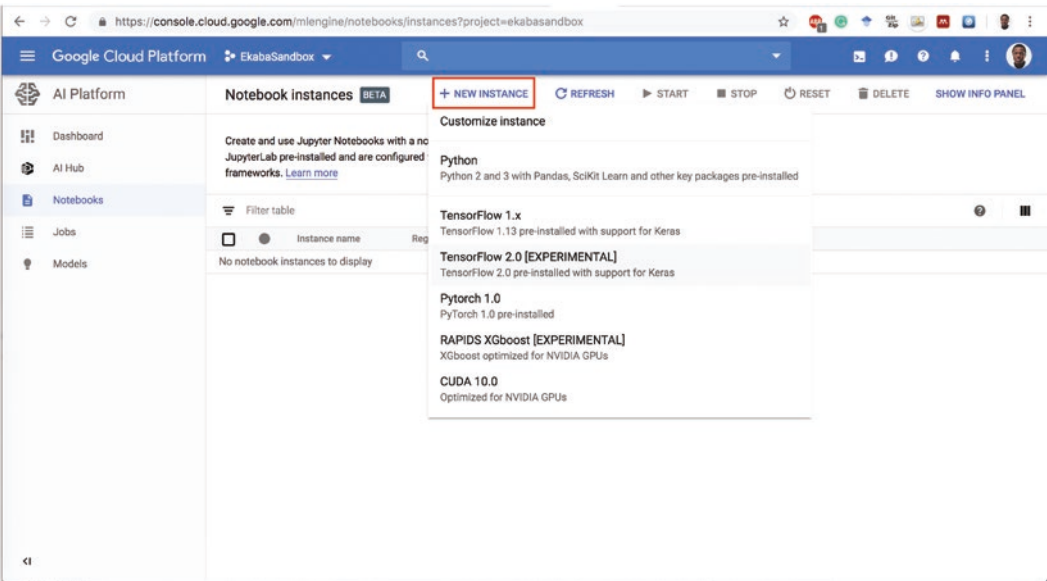 https://console.cloud.google.com/mlengine/notebooks/instances?project=ekabasandbox
Google Cloud Platform EkabaSandbox
AI Platform
Notebook instances BETA
+ NEW INSTANCE REFRESH START STOP RESET DELETE SHOW INFO PANEL
Dashboard
AI Hub
Notebooks
Jobs
Models
Create and use Jupyter Notebooks with a no
JupyterLab pre-installed and are configured
frameworks. Learn more
Filter table
Instance name Reg
No notebook instances to display
Customize instance
Python
Python 2 and 3 with Pandas, SciKit Learn and other key packages pre-installed
TensorFlow 1.x
TensorFlow 1.13 pre-installed with support for Keras
TensorFlow 2.0 [EXPERIMENTAL]
TensorFlow 2.0 pre-installed with support for Keras
Pytorch 1.0
PyTorch 1.0 pre-installed
RAPIDS XGboost [EXPERIMENTAL]
XGboost optimized for NVIDIA GPUs
CUDA 10.0
Optimized for NVIDIA GPUs